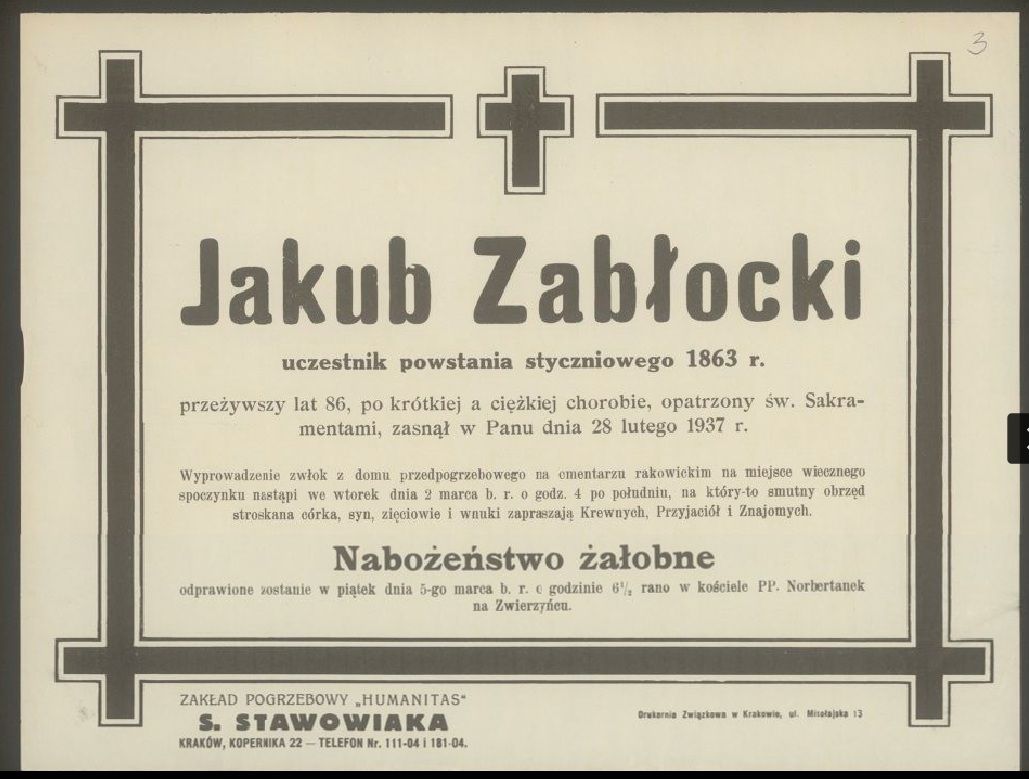 3
Jakub Zabłocki
uczestnik powstania styczniowego 1863 r.
przeżywszy lat 86, po krótkiej a ciężkiej chorobie, opatrzony św. Sakra-
mentami, zasnął w Panu dnia 28 lutego 1937 r.
Wyprowadzenie zwłok z domu przedpogrzebowego na cmentarzu rakowickim na miejsce wiecznego
spoczynku nastąpi we wtorek dnia 2 marca b. r. o godz. 4 po południu, na który-to smutny obrzęd
stroskana córka, syn, zięciowie i wnuki zapraszają Krewnych, Przyjaciół i Znajomych.
Nabożeństwo żałobne
odprawione zostanie w piątek dnia 5-go marca b. r. o godzinie 6½ rano w kościele PP. Norbertanek
na Zwierzyńcu.
ZAKŁAD POGRZEBOWY „HUMANITAS“
S. STAWOWIAKA
KRAKÓW, KOPERNIKA 22 — TELEFON Nr. 111-04 i 181-04.
Drukarnia Związkowa w Krakowie, ul. Mikołajska 13